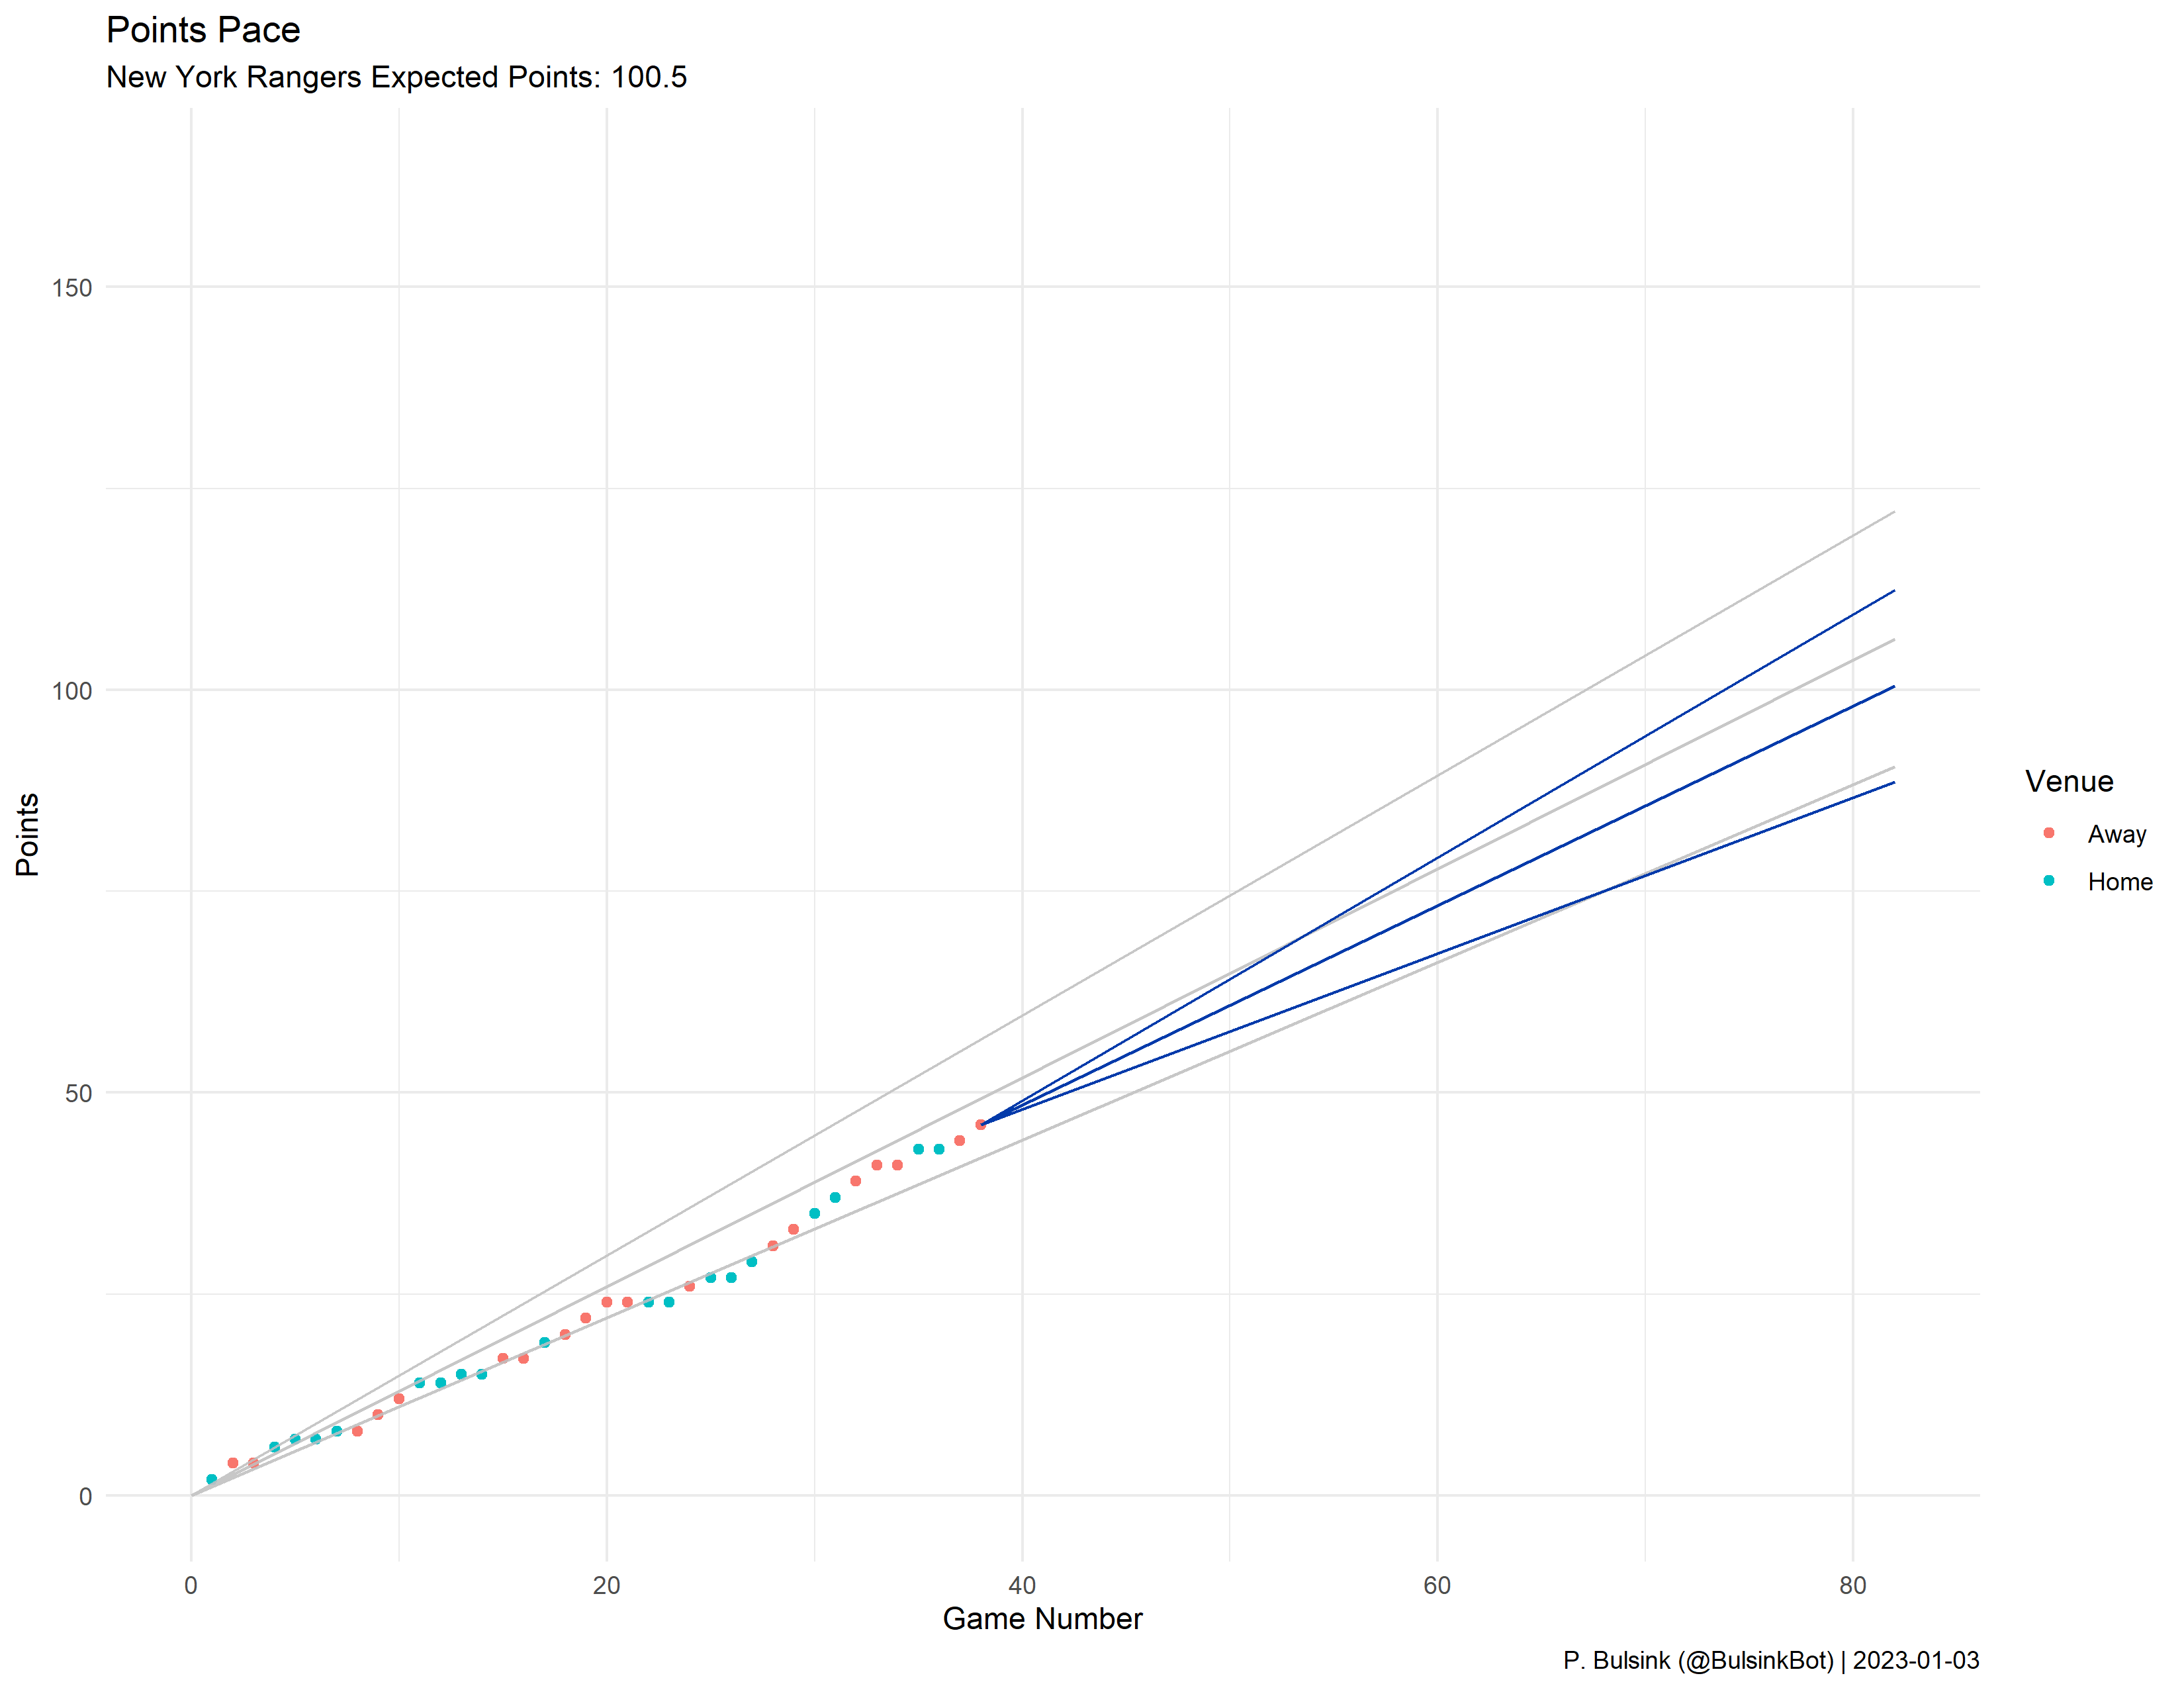 Points Pace
New York Rangers Expected Points: 100.5
150
100
50
0
Points
0 20 40 60 80
Game Number
Venue
Away
Home
P. Bulsink (@BulsinkBot) | 2023-01-03